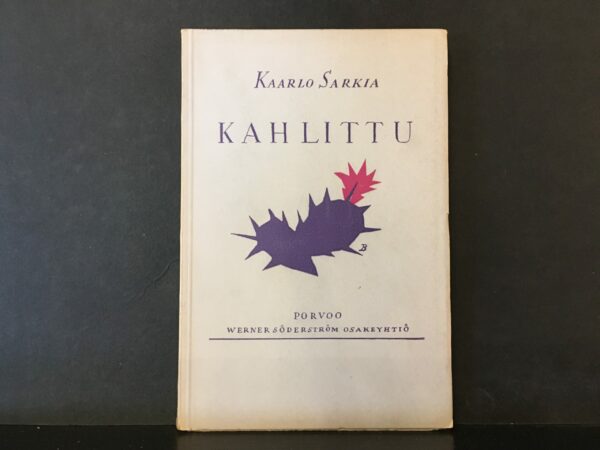 KAARLO SARKIA
KAHLITTU
B
PORVOO
WERNER SÖDERSTRÖM OSAKEYHTIÖ